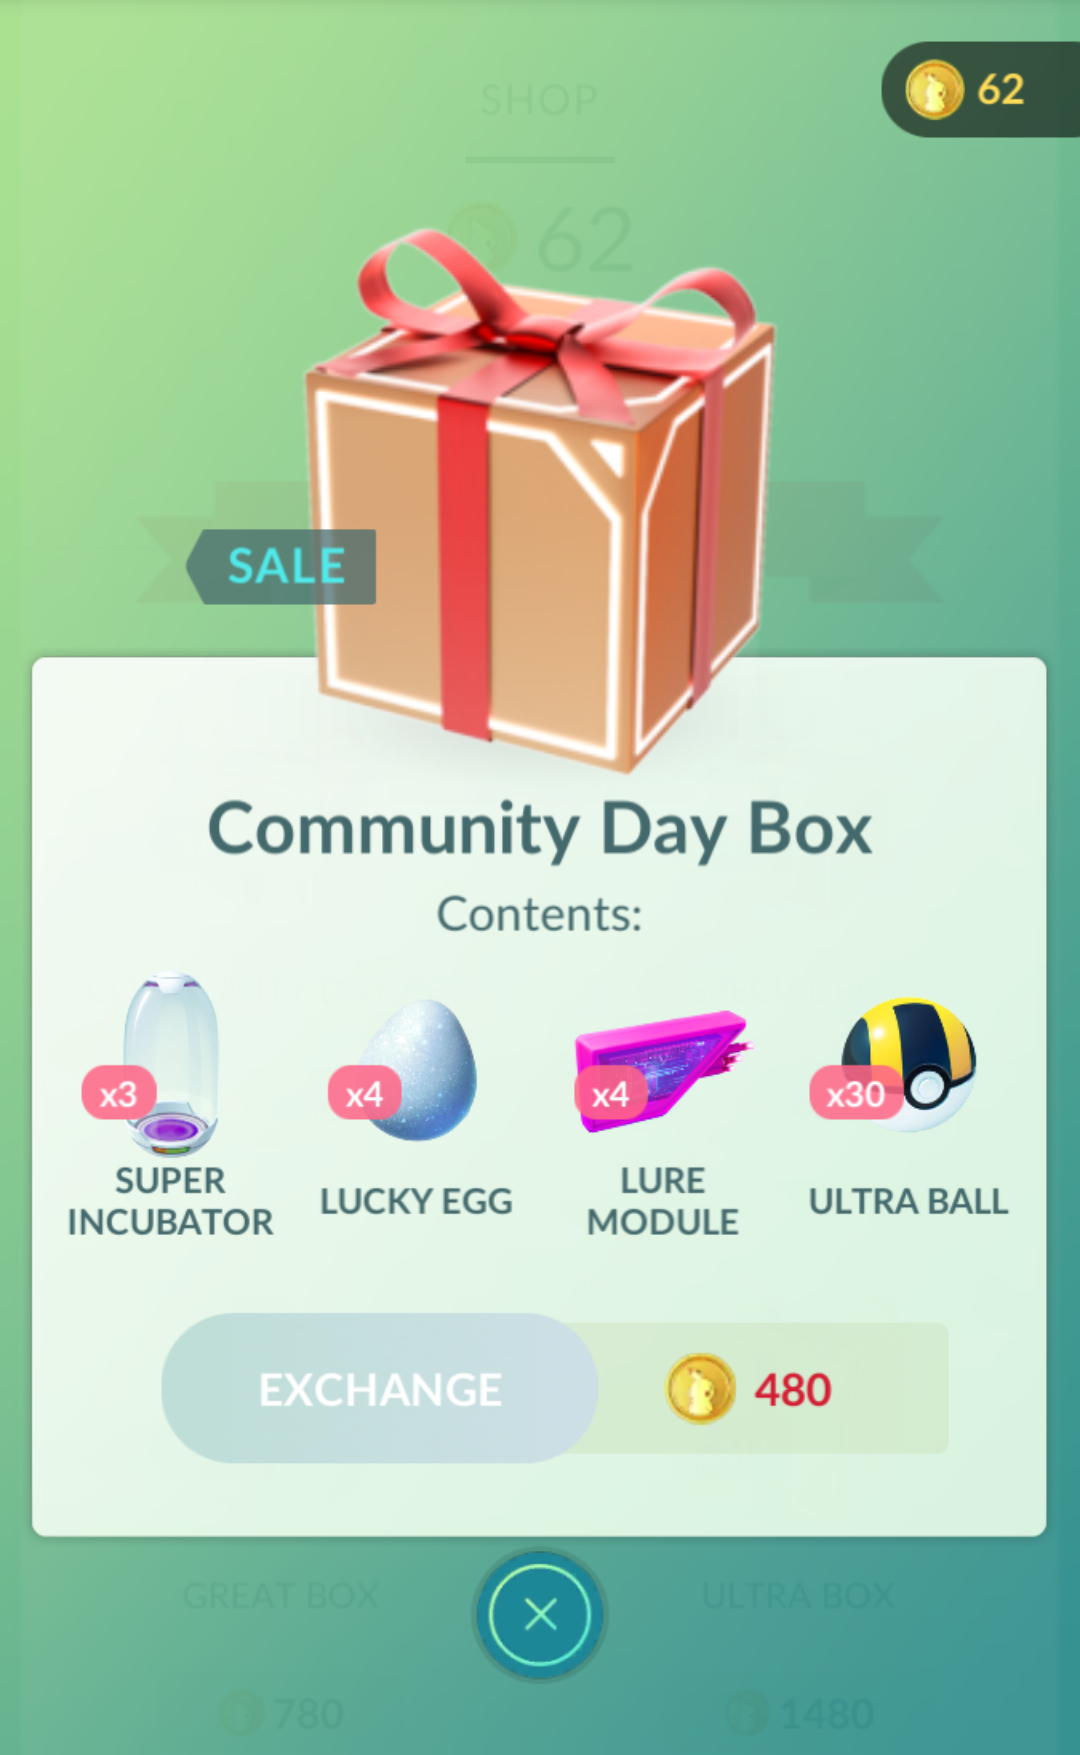 62
SHOP
62
SALE
Community Day Box
Contents:
x3
x4
x4
x30
SUPER
INCUBATOR
LUCKY EGG
LURE
MODULE
ULTRA BALL
EXCHANGE
480
GREAT BOX
ULTRA BOX
780
1480